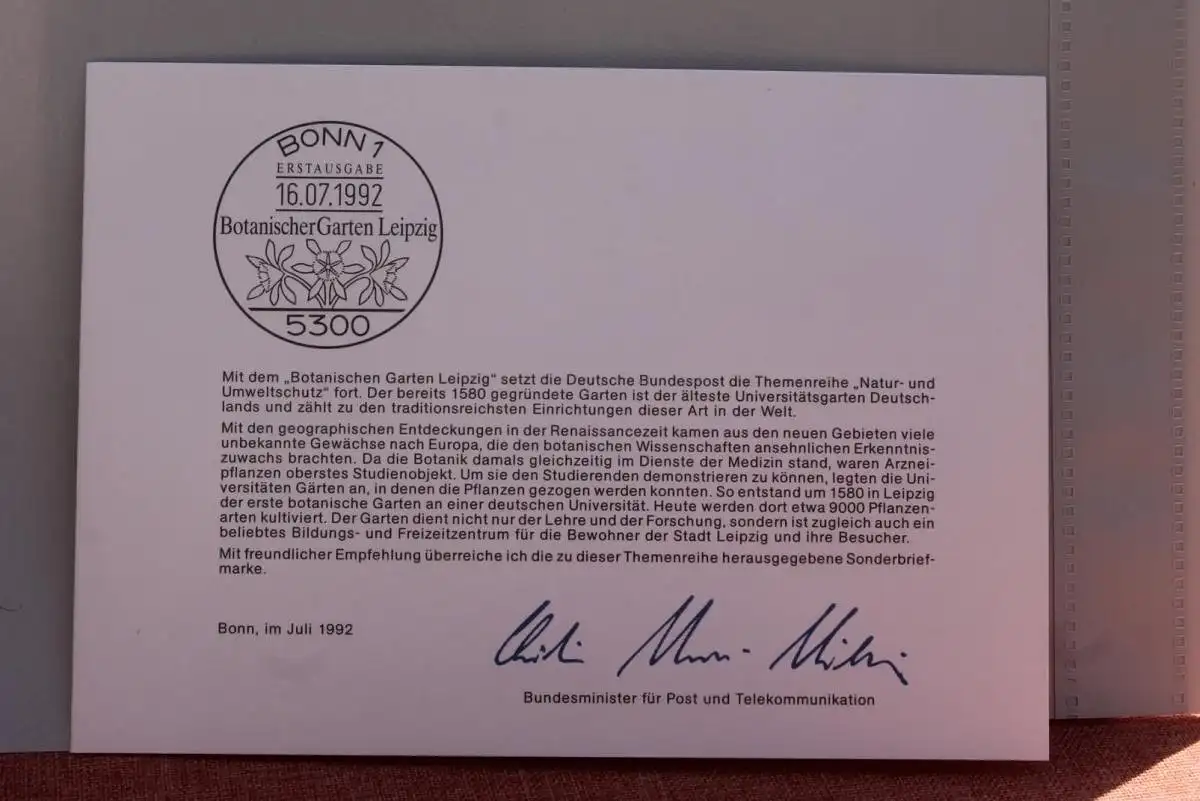 BONN 1
ERSTAUSGABE
16.07.1992
Botanischer Garten Leipzig
5300
Mit dem „Botanischen Garten Leipzig“ setzt die Deutsche Bundespost die Themenreihe „Natur- und
Umweltschutz“ fort. Der bereits 1580 gegründete Garten ist der älteste Universitätsgarten Deutsch-
lands und zählt zu den traditionsreichsten Einrichtungen dieser Art in der Welt.
Mit den geographischen Entdeckungen in der Renaissancezeit kamen aus den neuen Gebieten viele
unbekannte Gewächse nach Europa, die den botanischen Wissenschaften ansehnlichen Erkenntnis-
zuwachs brachten. Da die Botanik damals gleichzeitig im Dienste der Medizin stand, waren Arznei-
pflanzen oberstes Studienobjekt. Um sie den Studierenden demonstrieren zu können, legten die Uni-
versitäten Gärten an, in denen die Pflanzen gezogen werden konnten. So entstand um 1580 in Leipzig
der erste botanische Garten an einer deutschen Universität. Heute werden dort etwa 9000 Pflanzen-
arten kultiviert. Der Garten dient nicht nur der Lehre und der Forschung, sondern ist zugleich auch ein
beliebtes Bildungs- und Freizeitzentrum für die Bewohner der Stadt Leipzig und ihre Besucher.
Mit freundlicher Empfehlung überreiche ich die zu dieser Themenreihe herausgegebene Sonderbrief-
marke.
Bonn, im Juli 1992
Bundesminister für Post und Telekommunikation